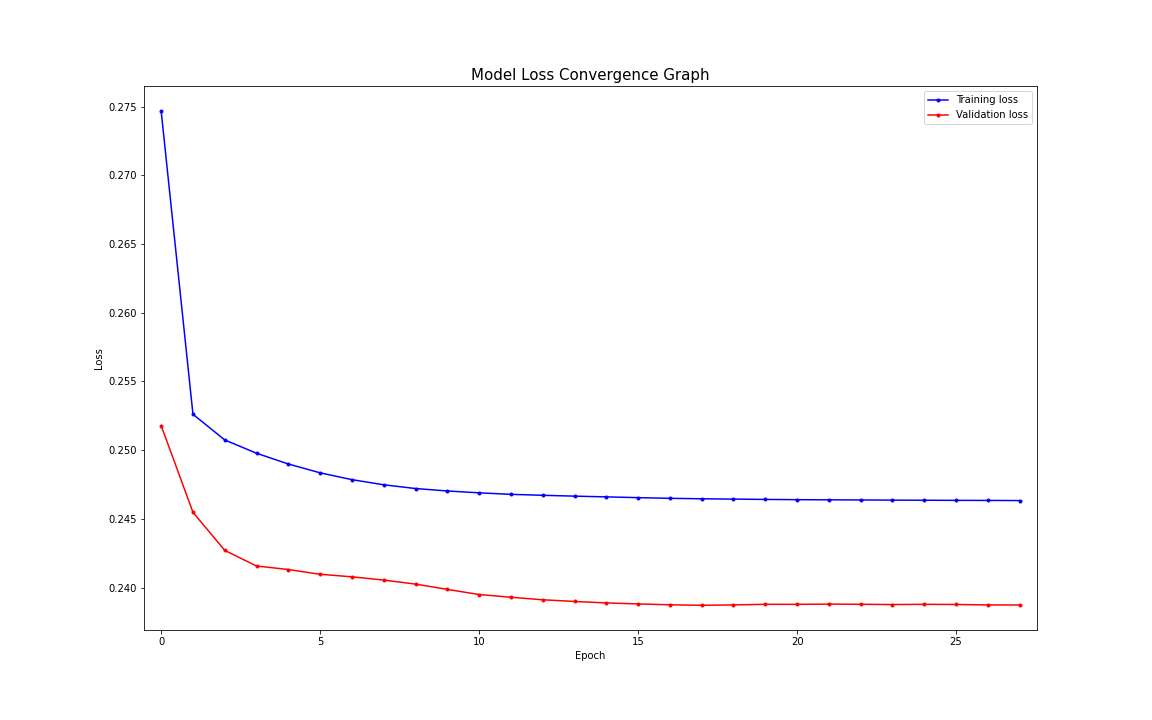 Model Loss Convergence Graph
Training loss
Validation loss
0.275
0.270
0.265
0.260
0.255
0.250
0.245
0.240
Loss
0 5 10 15 20 25
Epoch